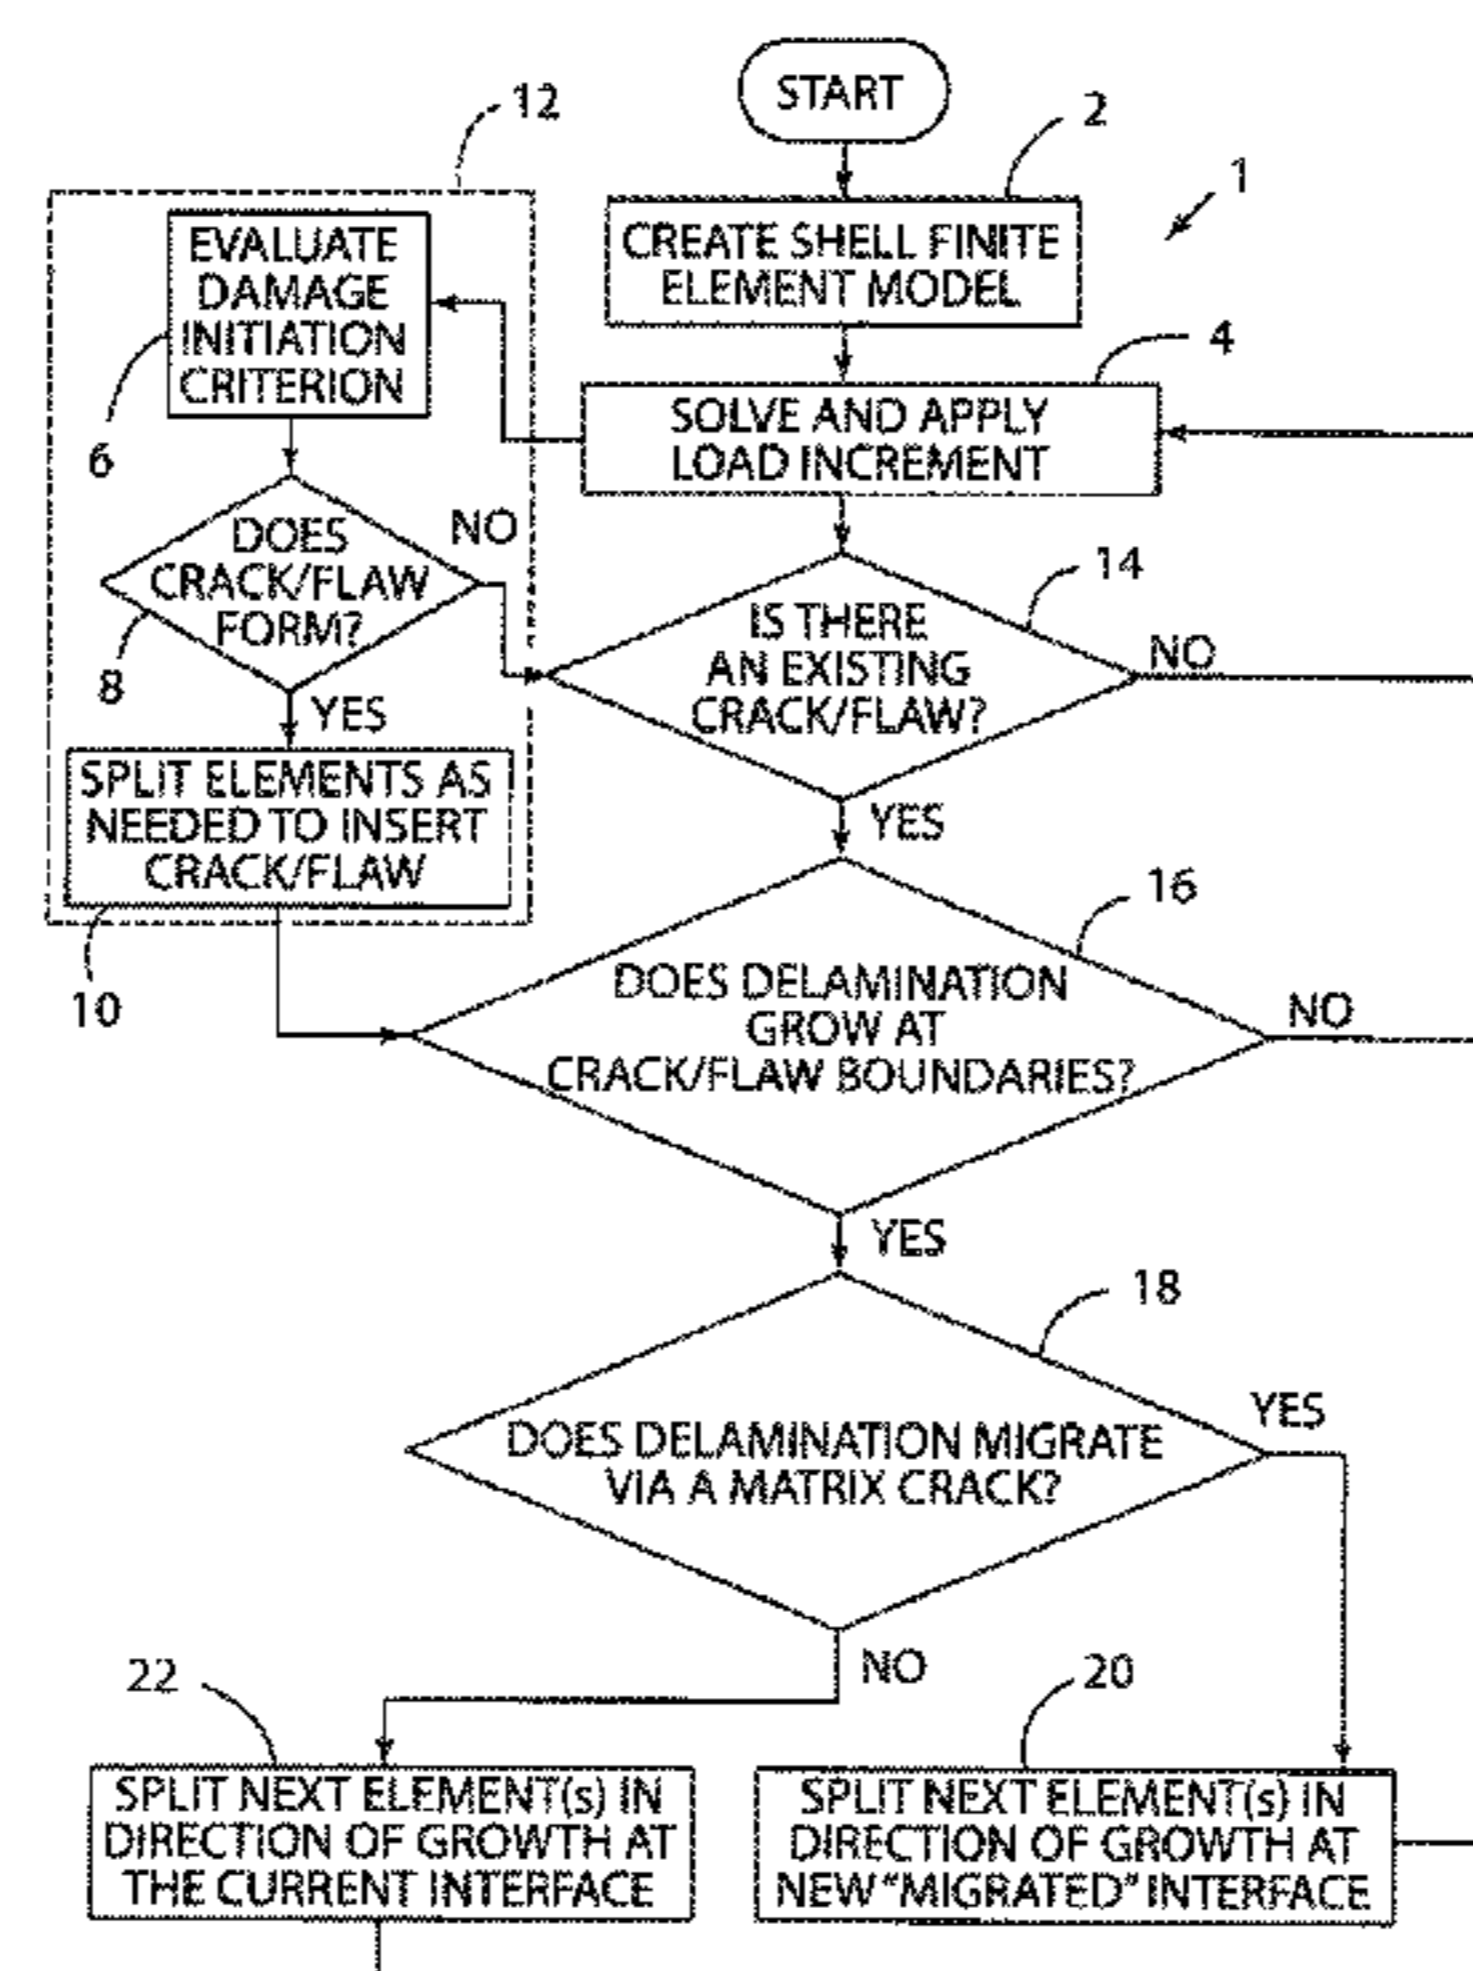 START
2
1
CREATE SHELL FINITE
ELEMENT MODEL
12
EVALUATE
DAMAGE
INITIATION
CRITERION
6
4
SOLVE AND APPLY
LOAD INCREMENT
DOES
CRACK/FLAW
FORM?
NO
8
YES
14
IS THERE
AN EXISTING
CRACK/FLAW?
NO
YES
SPLIT ELEMENTS AS
NEEDED TO INSERT
CRACK/FLAW
10
16
DOES DELAMINATION
GROW AT
CRACK/FLAW BOUNDARIES?
NO
YES
18
DOES DELAMINATION MIGRATE
VIA A MATRIX CRACK?
YES
NO
22
SPLIT NEXT ELEMENT(s) IN
DIRECTION OF GROWTH AT
THE CURRENT INTERFACE
20
SPLIT NEXT ELEMENT(s) IN
DIRECTION OF GROWTH AT
NEW "MIGRATED" INTERFACE